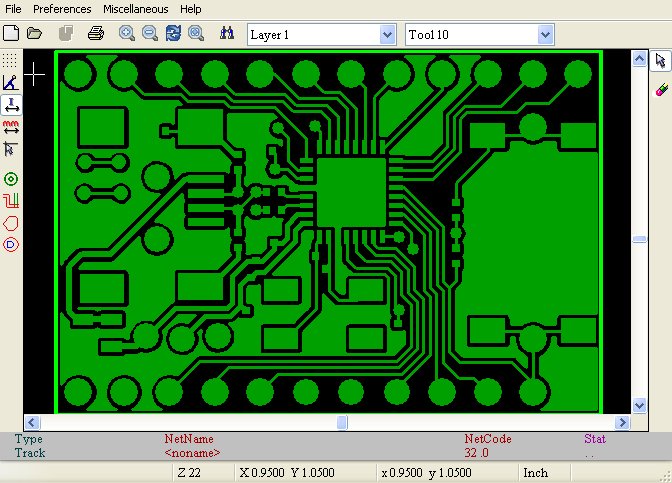 File Preferences Miscellaneous Help
Layer 1 Tool 10
Type NetName NetCode Stat
Track <noname> 32 .0 . .
Z 22 X 0.9500 Y 1.0500 x 0.9500 y 1.0500 Inch